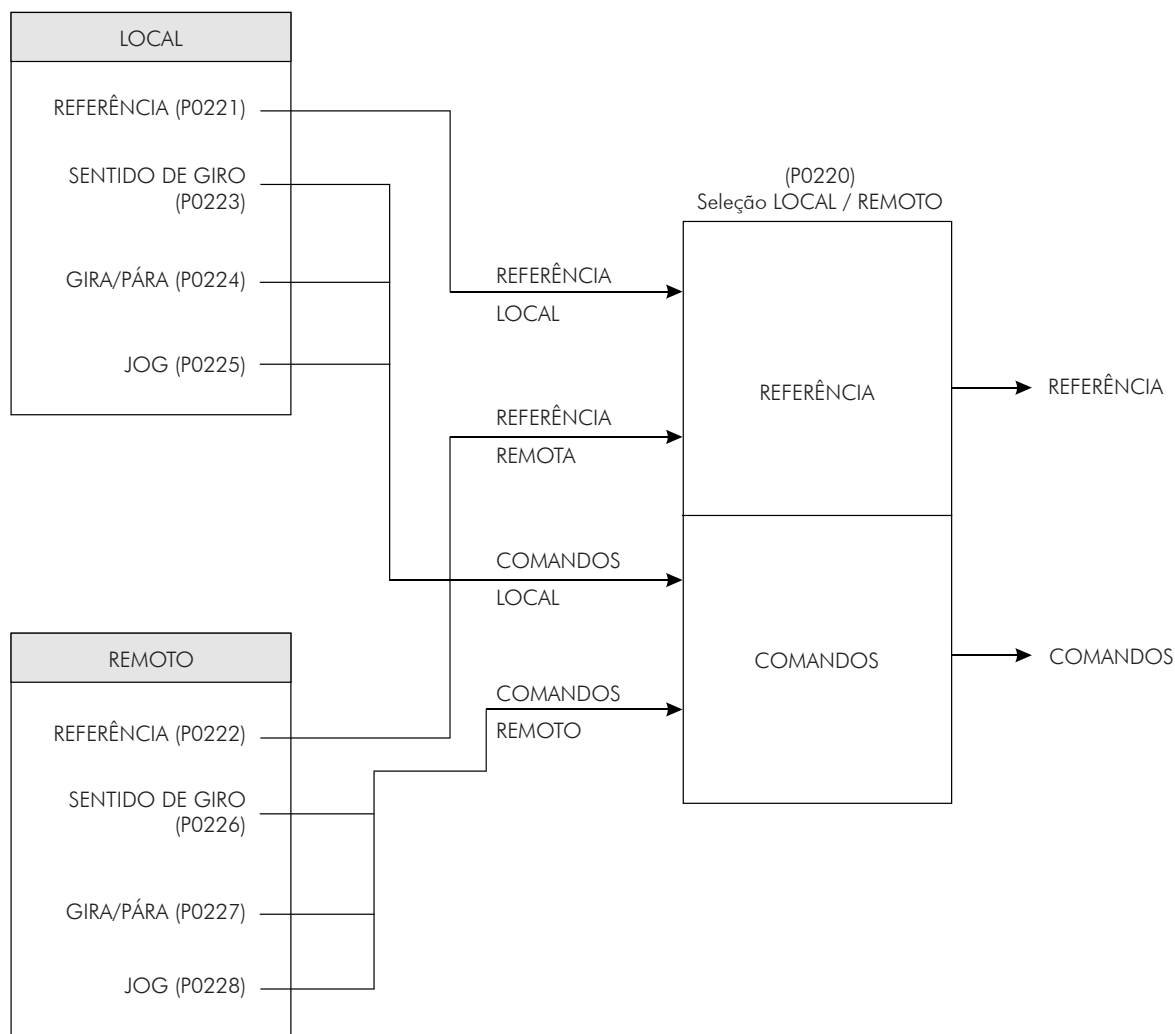 LOCAL
REFERÊNCIA (P0221)
SENTIDO DE GIRO
(P0223)
GIRA/PÁRA (P0224)
JOG (P0225)
REMOTO
REFERÊNCIA (P0222)
SENTIDO DE GIRO
(P0226)
GIRA/PÁRA (P0227)
JOG (P0228)
REFERÊNCIA
LOCAL
REFERÊNCIA
REMOTA
COMANDOS
LOCAL
COMANDOS
REMOTO
(P0220)
Seleção LOCAL / REMOTO
REFERÊNCIA
COMANDOS
REFERÊNCIA
COMANDOS